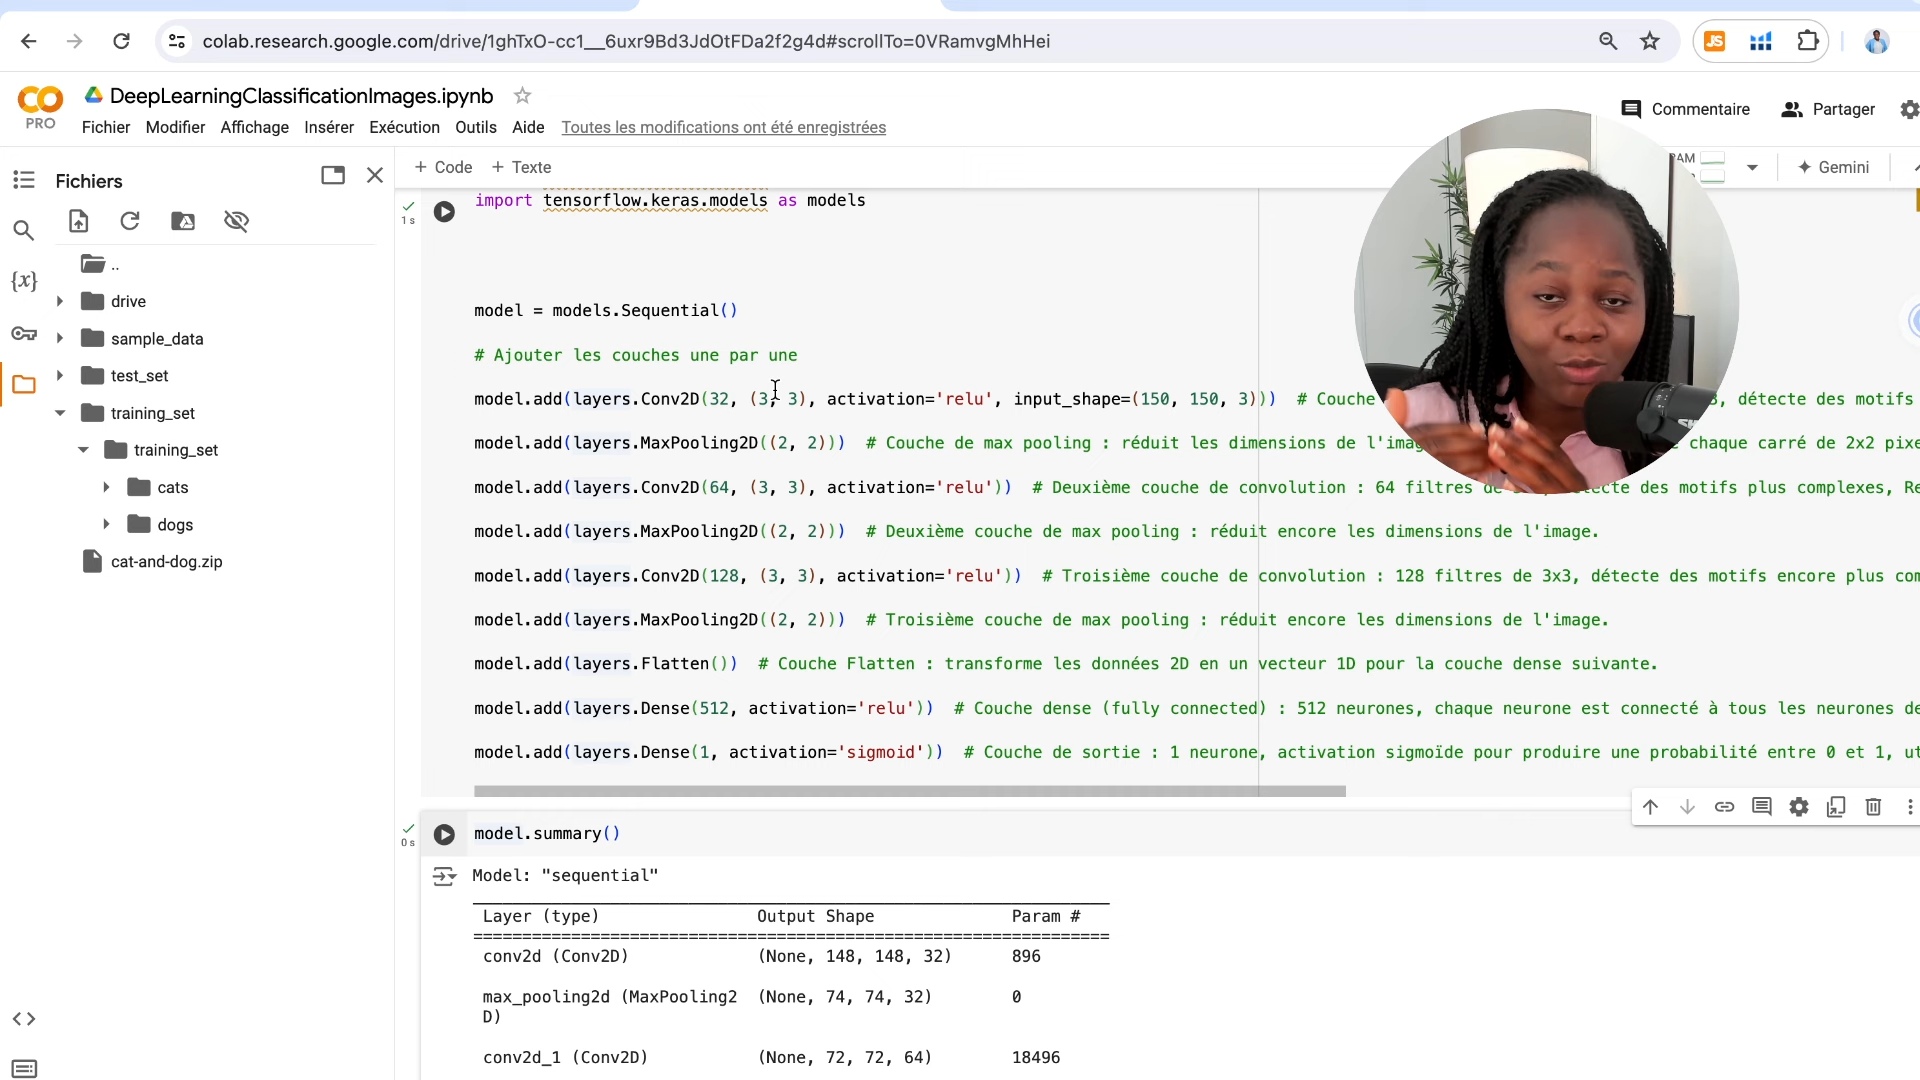 colab.research.google.com/drive/1ghTxO-cc1__6uxr9Bd3JdOtFDa2f2g4d#scrollTo=0VRamvgMhHei
JS
DeepLearningClassificationImages.ipynb
PRO
Fichier Modifier Affichage Insérer Exécution Outils Aide Toutes les modifications ont été enregistrées
Commentaire Partager
Fichiers
+ Code + Texte
Gemini
..
drive
sample_data
test_set
training_set
training_set
cats
dogs
cat-and-dog.zip
1 s
import tensorflow.keras.models as models
model = models.Sequential()
# Ajouter les couches une par une
model.add(layers.Conv2D(32, (3, 3), activation='relu', input_shape=(150, 150, 3))) # Couche , détecte des motifs
model.add(layers.MaxPooling2D((2, 2))) # Couche de max pooling : réduit les dimensions de l'imag chaque carré de 2x2 pixe
model.add(layers.Conv2D(64, (3, 3), activation='relu')) # Deuxième couche de convolution : 64 filtres de des motifs plus complexes, Re
model.add(layers.MaxPooling2D((2, 2))) # Deuxième couche de max pooling : réduit encore les dimensions de l'image.
model.add(layers.Conv2D(128, (3, 3), activation='relu')) # Troisième couche de convolution : 128 filtres de 3x3, détecte des motifs encore plus com
model.add(layers.MaxPooling2D((2, 2))) # Troisième couche de max pooling : réduit encore les dimensions de l'image.
model.add(layers.Flatten()) # Couche Flatten : transforme les données 2D en un vecteur 1D pour la couche dense suivante.
model.add(layers.Dense(512, activation='relu')) # Couche dense (fully connected) : 512 neurones, chaque neurone est connecté à tous les neurones de
model.add(layers.Dense(1, activation='sigmoid')) # Couche de sortie : 1 neurone, activation sigmoïde pour produire une probabilité entre 0 et 1, ut
0 s
model.summary()
Model: "sequential"
Layer (type) Output Shape Param #
conv2d (Conv2D) (None, 148, 148, 32) 896
max_pooling2d (MaxPooling2 (None, 74, 74, 32) 0
D)
conv2d_1 (Conv2D) (None, 72, 72, 64) 18496